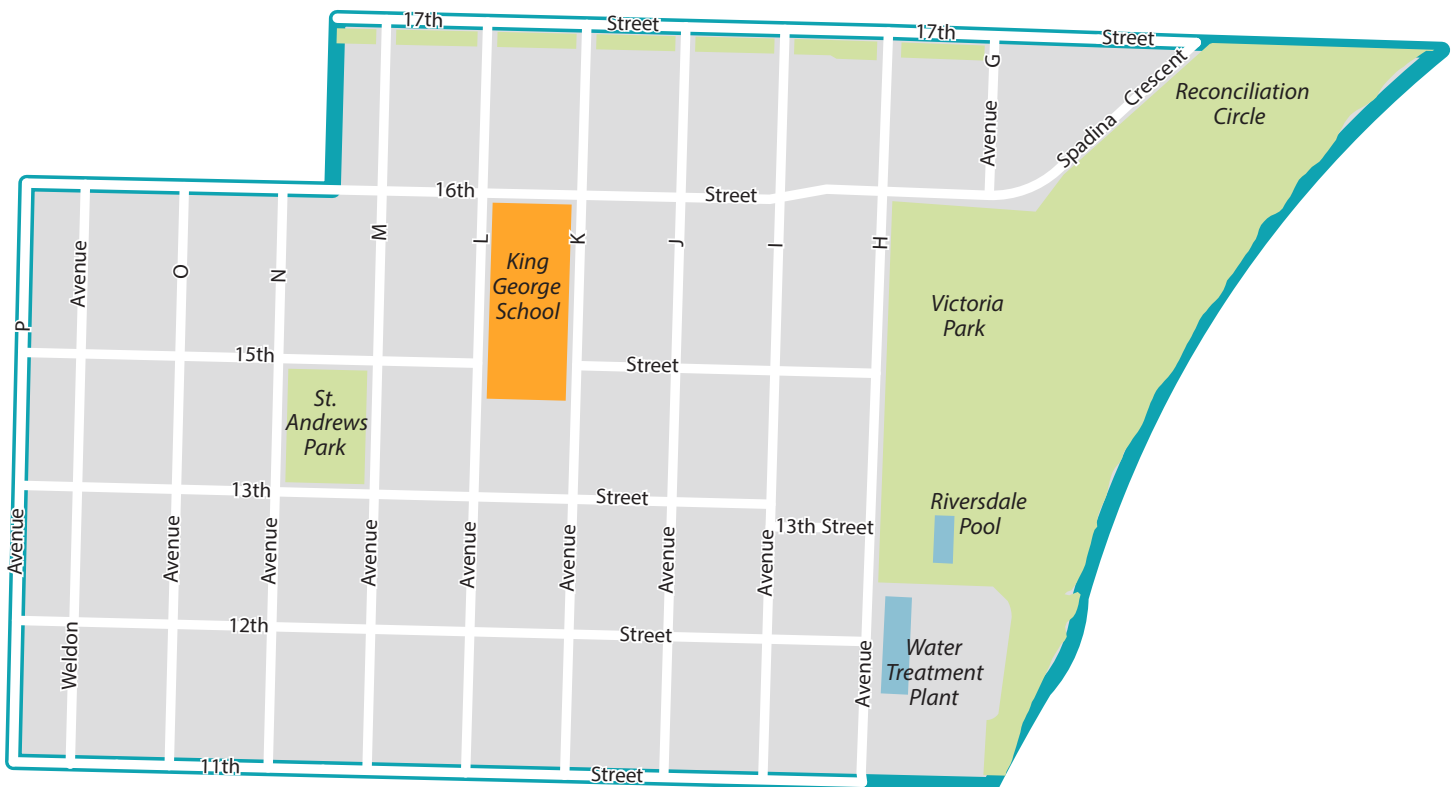 17th
Street
17th
Street
G
Avenue
Spadina
Crescent
Reconciliation
Circle
16th
Street
P
Avenue
Avenue
Weldon
O
Avenue
N
Avenue
M
Avenue
L
Avenue
K
Avenue
J
Avenue
I
Avenue
H
Avenue
King
George
School
Victoria
Park
15th
Street
St.
Andrews
Park
13th
Street
13th Street
Riversdale
Pool
12th
Street
Water
Treatment
Plant
11th
Street